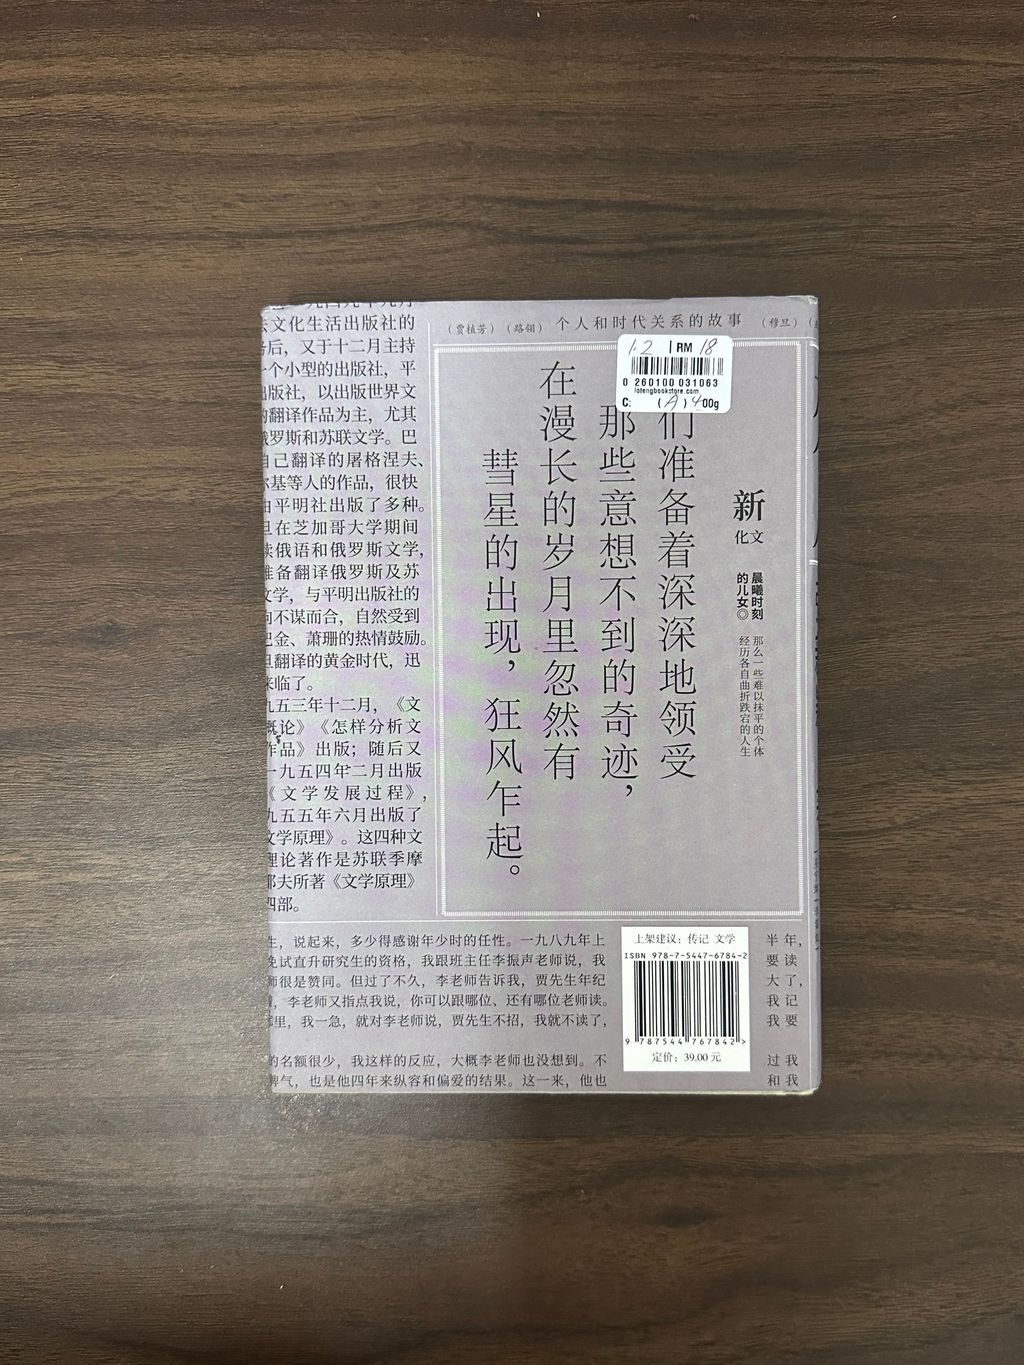 文化生活出版社的
后，又于十二月主持
个小型的出版社，平
出版社，以出版世界文
的翻译作品为主，尤其
俄罗斯和苏联文学。巴
自己翻译的屠格涅夫、
尔基等人的作品，很快
由平明社出版了多种。
旦在芝加哥大学期间
读俄语和俄罗斯文学，
准备翻译俄罗斯及苏
文学，与平明出版社的
向不谋而合，自然受到
巴金、萧珊的热情鼓励。
旦翻译的黄金时代，迅
来临了。
九五三年十二月，《文
概论》《怎样分析文
作品》出版；随后又
一九五四年二月出版
《文学发展过程》，
九五五年六月出版了
文学原理》。这四种文
理论著作是苏联季摩
耶夫所著《文学原理》
四部。
（贾植芳）（路翎） 个人和时代关系的故事 （穆旦）
1.2 | RM 18
0 260100 031063
lotengbookstore.com
C: (A) 400g
新
文化
晨曦时刻
的儿女◎
那么一些难以抹平的个体
经历各自曲折跌宕的人生
们准备着深深地领受
那些意想不到的奇迹，
在漫长的岁月里忽然有
彗星的出现，狂风乍起。
生，说起来，多少得感谢年少时的任性。一九八九年上
免试直升研究生的资格，我跟班主任李振声老师说，我
师很是赞同。但过了不久，李老师告诉我，贾先生年纪
，李老师又指点我说，你可以跟哪位、还有哪位老师读。
里，我一急，就对李老师说，贾先生不招，我就不读了，
的名额很少，我这样的反应，大概李老师也没想到。不
脾气，也是他四年来纵容和偏爱的结果。这一来，他也
上架建议：传记 文学
ISBN 978-7-5447-6784-2
9 787544 767842 >
定价：39.00 元
半年，
要读
大了，
我记
我要
过我
和我